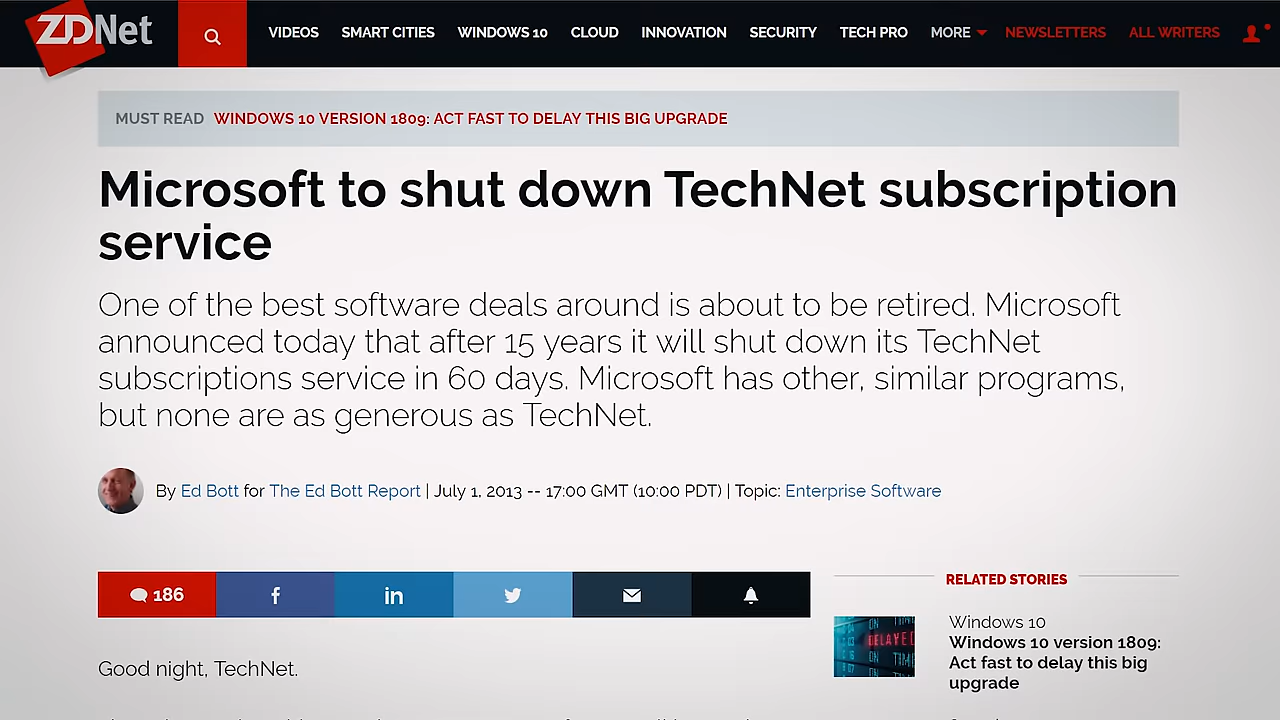 ZDNet
VIDEOS SMART CITIES WINDOWS 10 CLOUD INNOVATION SECURITY TECH PRO MORE NEWSLETTERS ALL WRITERS
MUST READ WINDOWS 10 VERSION 1809: ACT FAST TO DELAY THIS BIG UPGRADE
Microsoft to shut down TechNet subscription
service
One of the best software deals around is about to be retired. Microsoft
announced today that after 15 years it will shut down its TechNet
subscriptions service in 60 days. Microsoft has other, similar programs,
but none are as generous as TechNet.
By Ed Bott for The Ed Bott Report | July 1, 2013 -- 17:00 GMT (10:00 PDT) | Topic: Enterprise Software
186
Good night, TechNet.
RELATED STORIES
DELAYED
Windows 10
Windows 10 version 1809:
Act fast to delay this big
upgrade